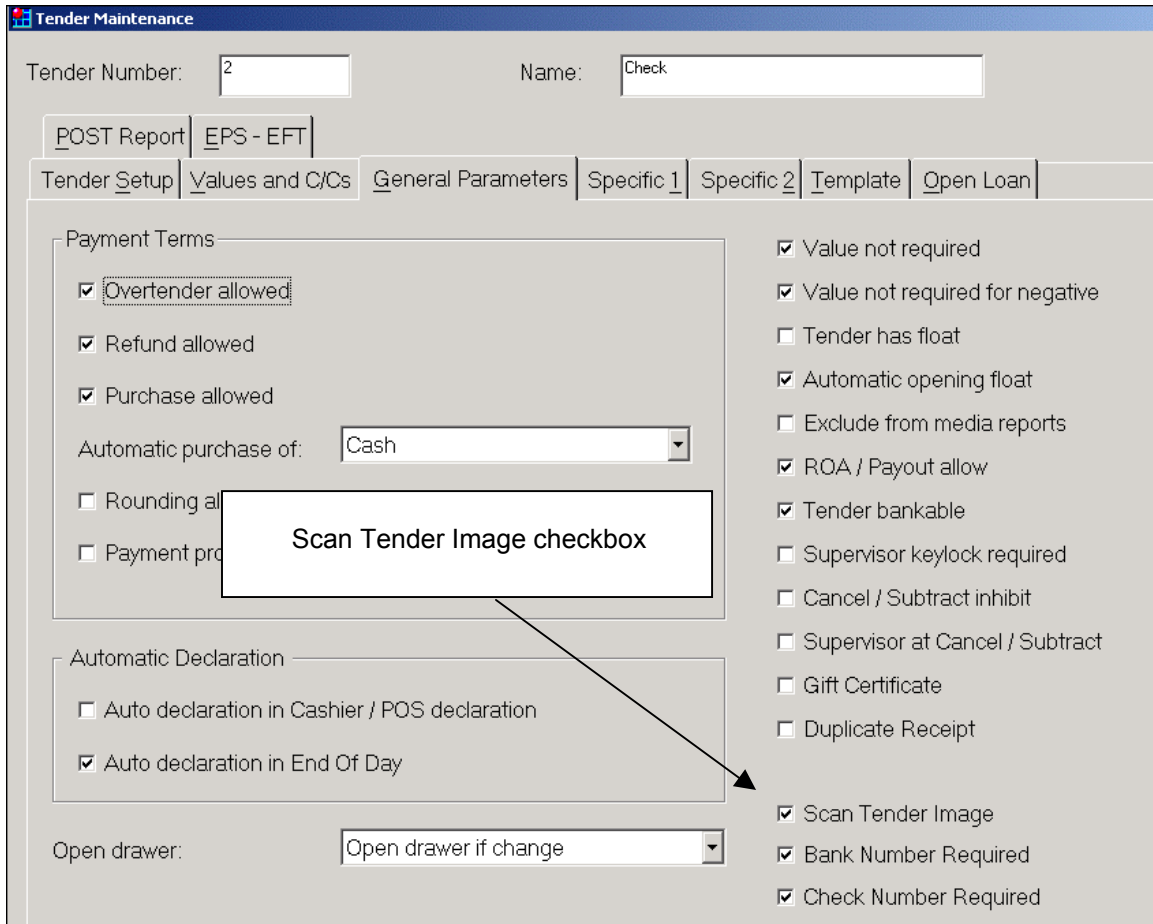 Tender Maintenance
Tender Number: 2 Name: Check
POST Report EPS - EFT
Tender Setup Values and C/Cs General Parameters Specific 1 Specific 2 Template Open Loan
Payment Terms
Overtender allowed
Refund allowed
Purchase allowed
Automatic purchase of: Cash
Rounding al
Payment pro
Scan Tender Image checkbox
Automatic Declaration
Auto declaration in Cashier / POS declaration
Auto declaration in End Of Day
Open drawer: Open drawer if change
Value not required
Value not required for negative
Tender has float
Automatic opening float
Exclude from media reports
ROA / Payout allow
Tender bankable
Supervisor keylock required
Cancel / Subtract inhibit
Supervisor at Cancel / Subtract
Gift Certificate
Duplicate Receipt
Scan Tender Image
Bank Number Required
Check Number Required